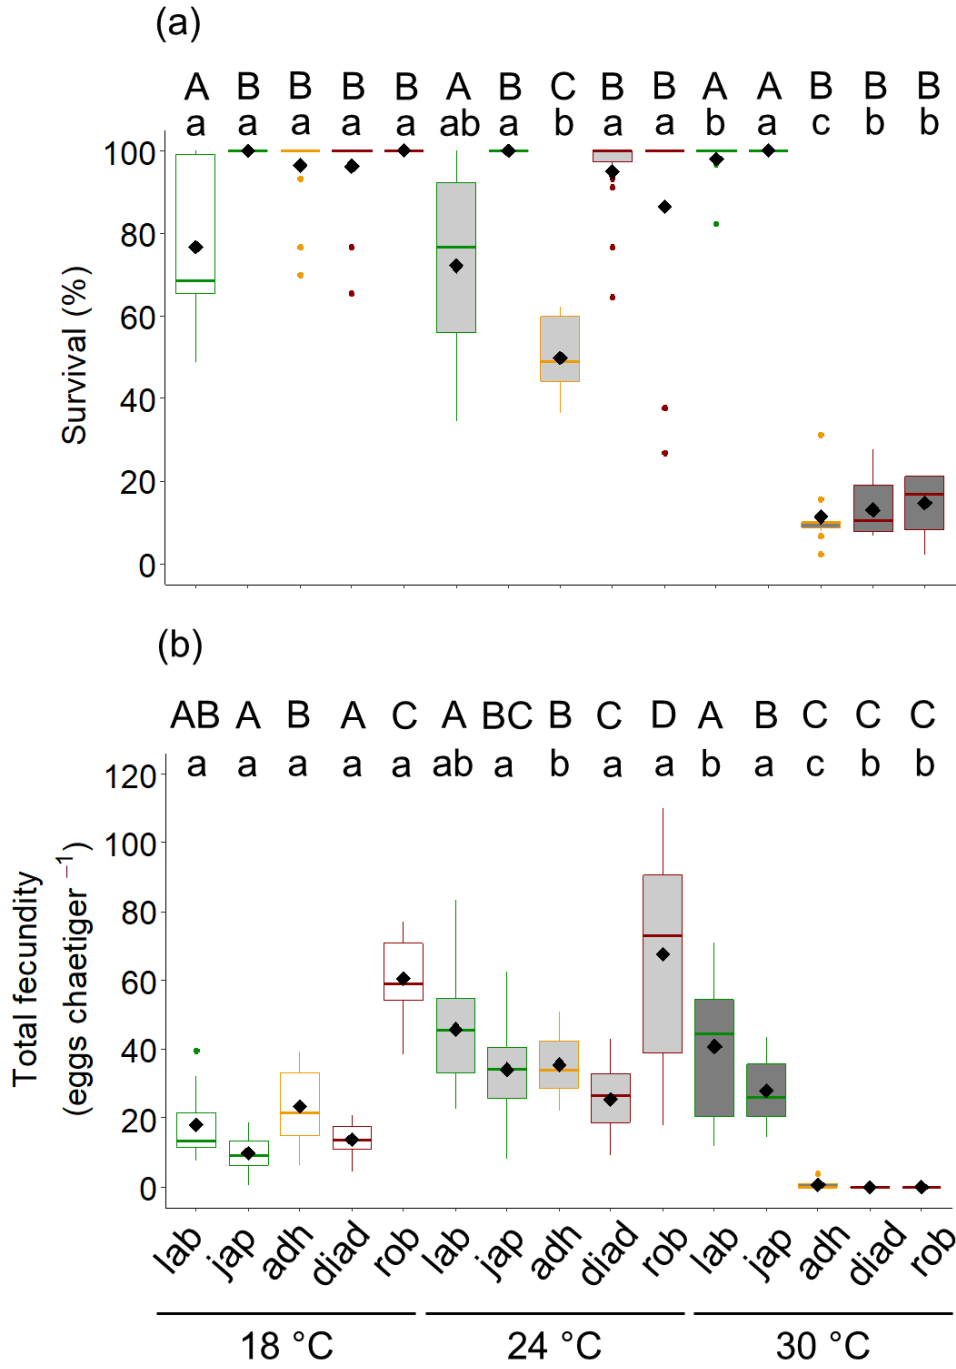 (a)
A B B B B A B C B B A A B B B
a a a a a ab a b a a b a c b b
100
80
60
40
20
0
Survival (%)
(b)
AB A B A C A BC B C D A B C C C
a a a a a ab a b a a b a c b b
120
100
80
60
40
20
0
Total fecundity
(eggs chaetiger −1)
lab jap adh diad rob lab jap adh diad rob lab jap adh diad rob
18 °C 24 °C 30 °C